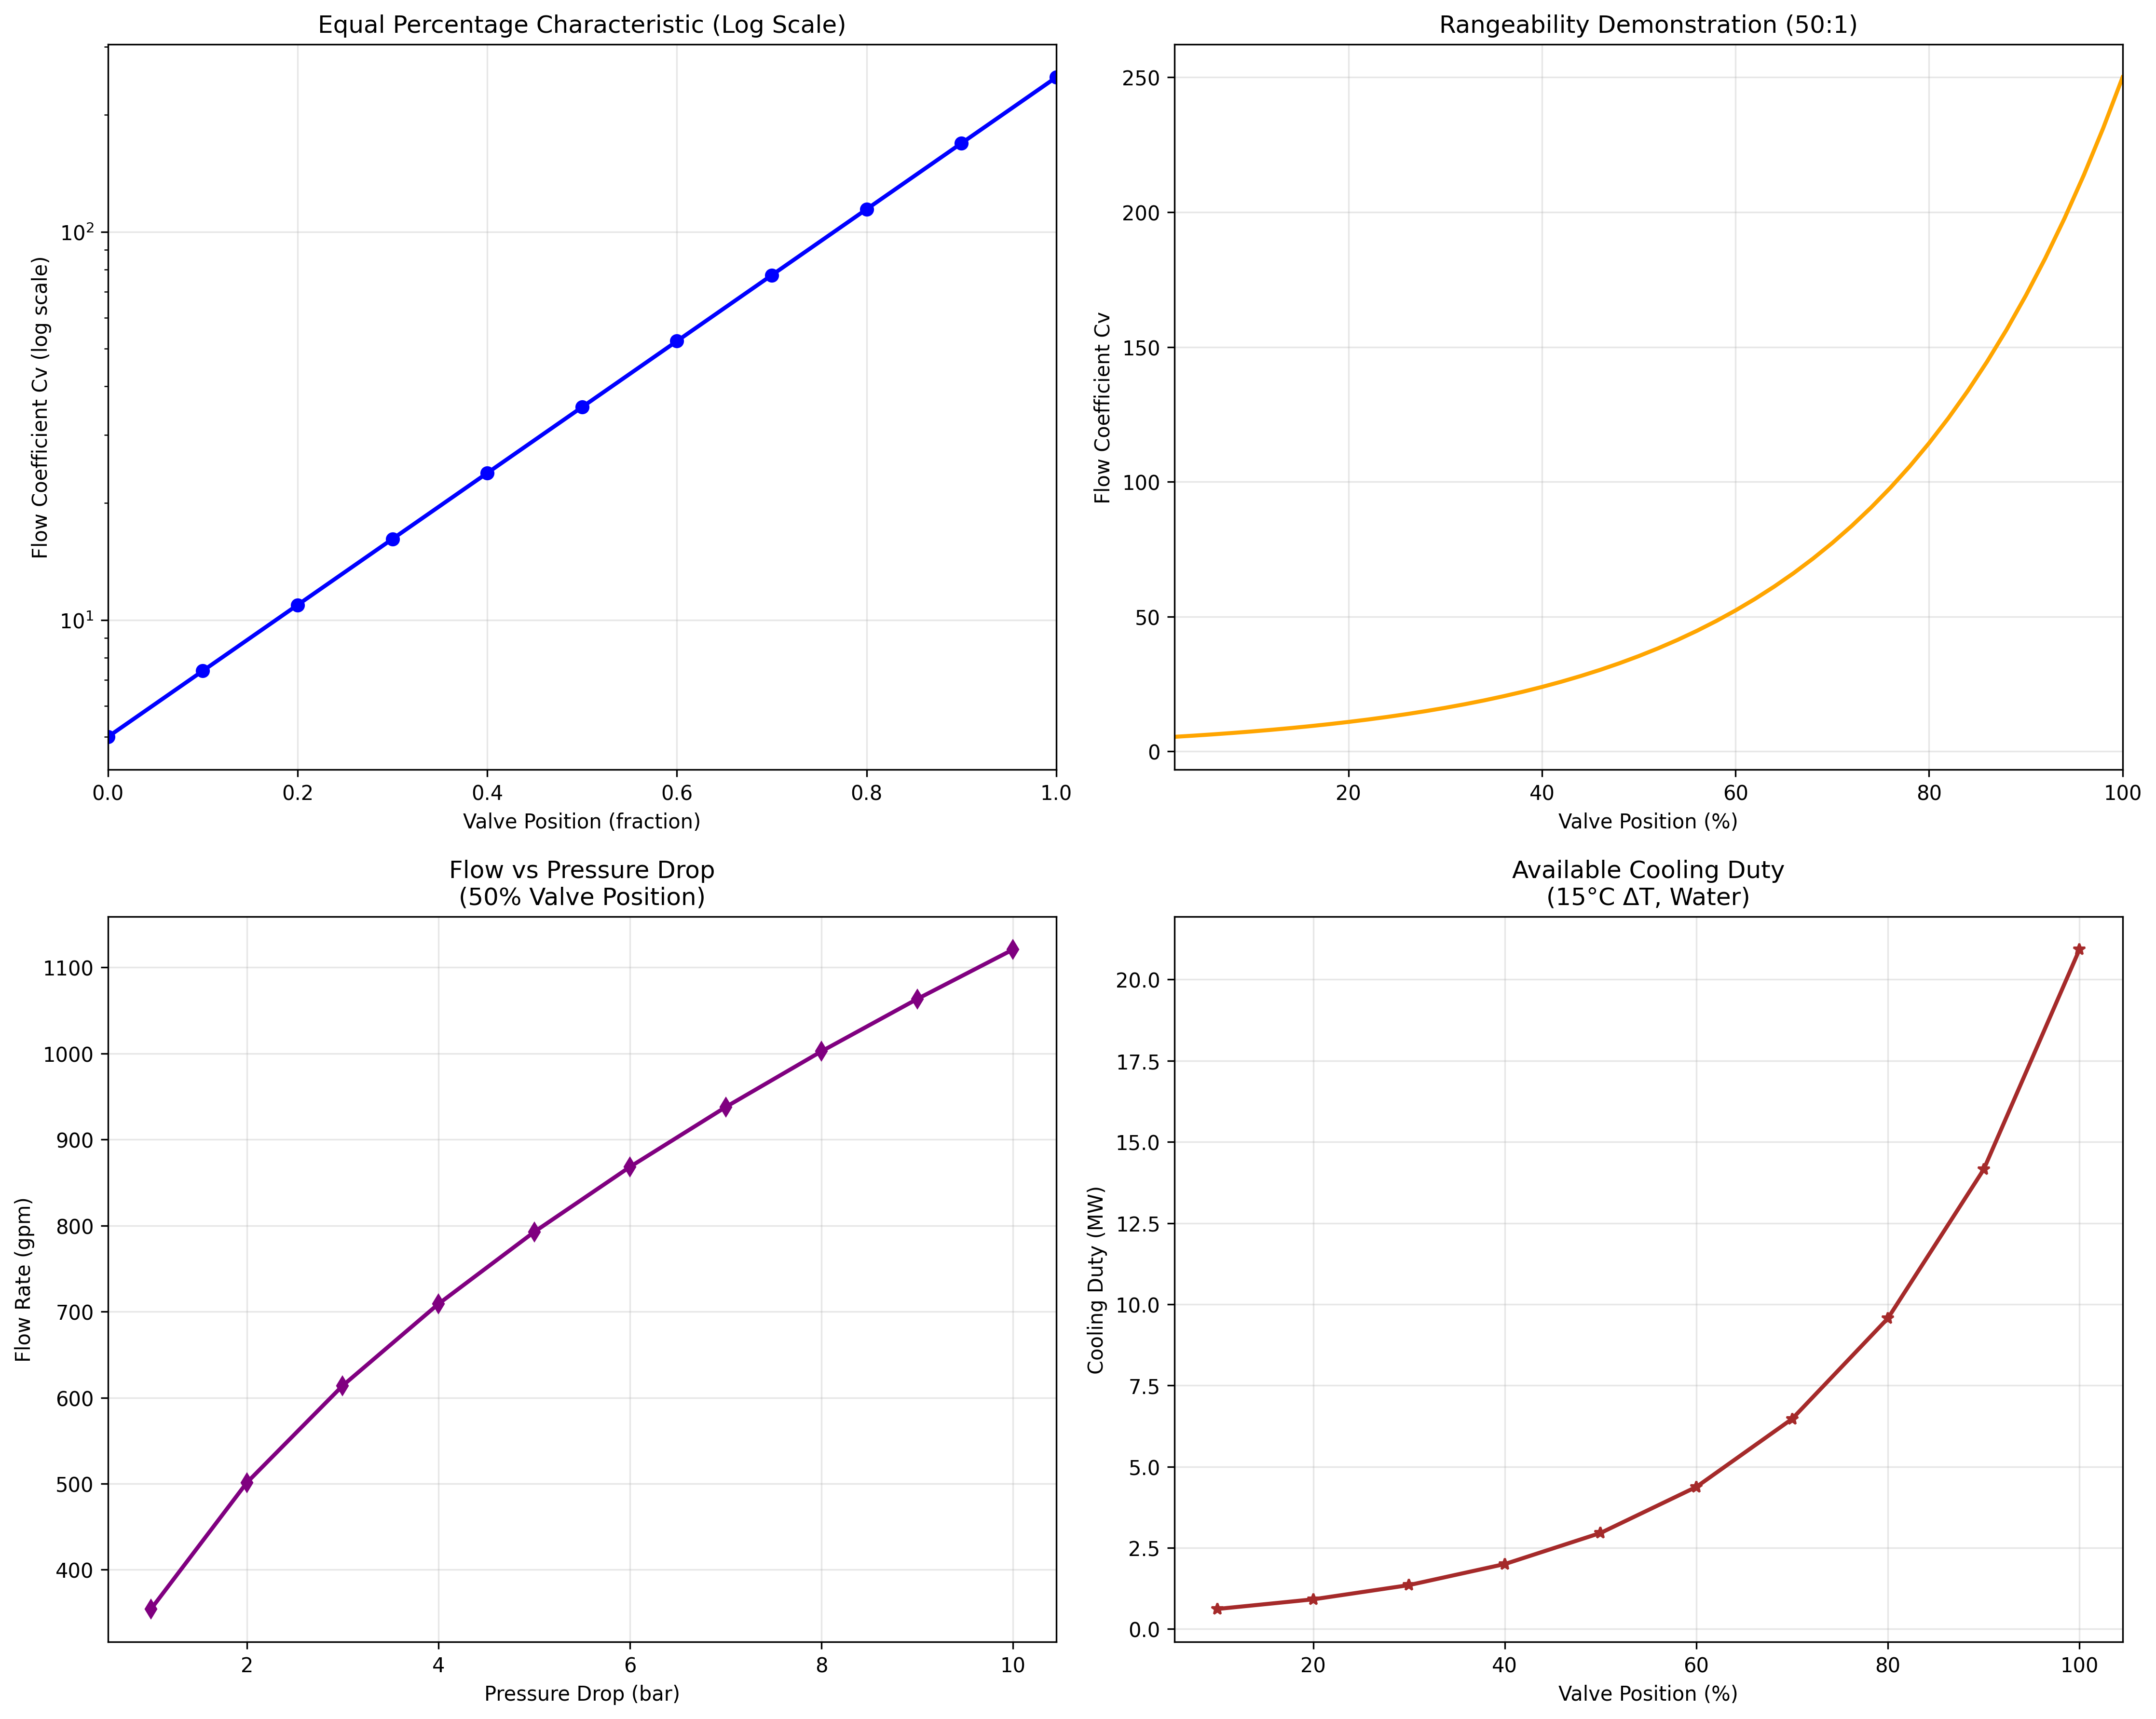 Equal Percentage Characteristic (Log Scale)
Flow Coefficient Cv (log scale)
10²
10¹
0.0 0.2 0.4 0.6 0.8 1.0
Valve Position (fraction)
Rangeability Demonstration (50:1)
Flow Coefficient Cv
250
200
150
100
50
0
20 40 60 80 100
Valve Position (%)
Flow vs Pressure Drop
(50% Valve Position)
Flow Rate (gpm)
1100
1000
900
800
700
600
500
400
2 4 6 8 10
Pressure Drop (bar)
Available Cooling Duty
(15°C ΔT, Water)
Cooling Duty (MW)
20.0
17.5
15.0
12.5
10.0
7.5
5.0
2.5
0.0
20 40 60 80 100
Valve Position (%)